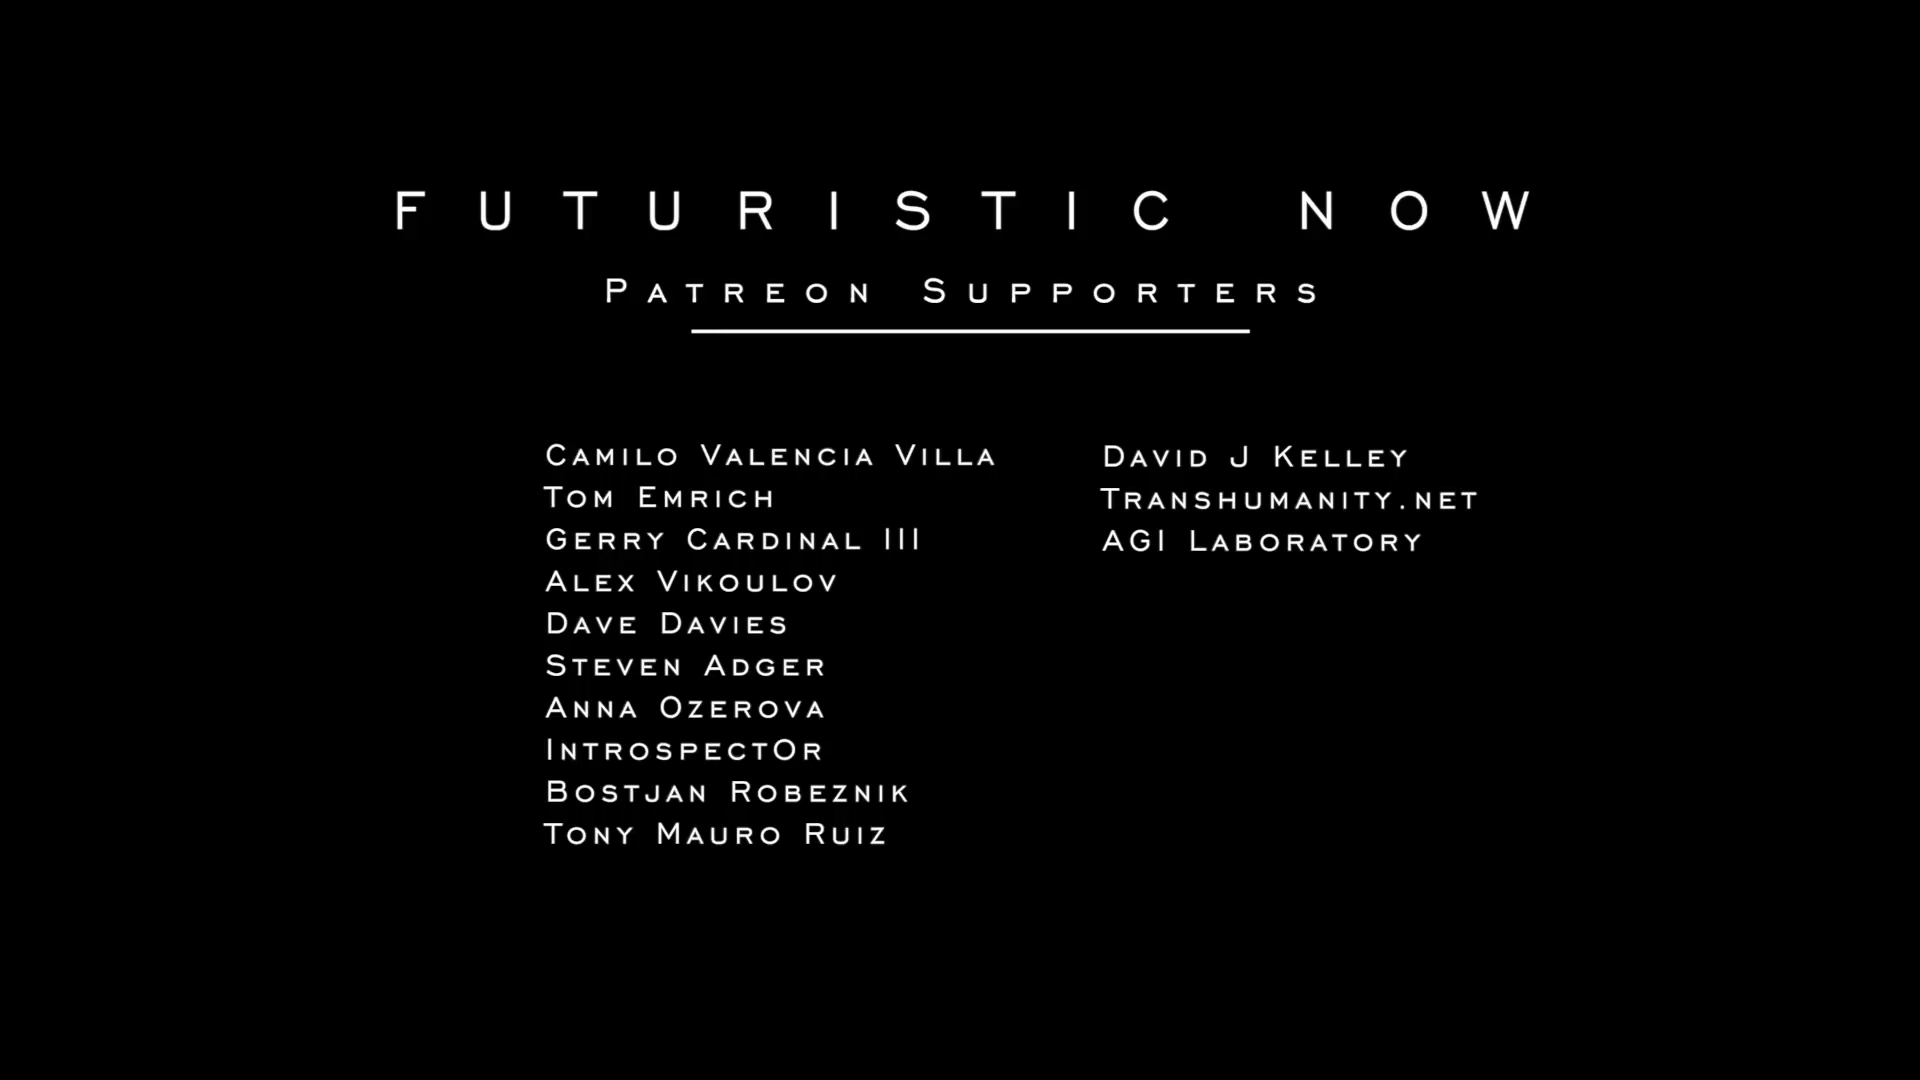 FUTURISTIC NOW
Patreon Supporters
Camilo Valencia Villa
Tom Emrich
Gerry Cardinal III
Alex Vikoulov
Dave Davies
Steven Adger
Anna Ozerova
IntrospectOr
Bostjan Robeznik
Tony Mauro Ruiz
David J Kelley
Transhumanity.net
AGI Laboratory